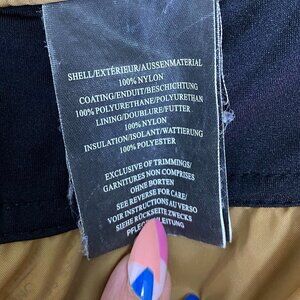 SHELL/EXTÉRIEUR/AUSSENMATERIAL
100% NYLON
COATING/ENDUIT/BESCHICHTUNG
100% POLYURETHANE/POLYURETHAN
LINING/DOUBLURE/FUTTER
100% NYLON
INSULATION/ISOLANT/WATTIERUNG
100% POLYESTER
EXCLUSIVE OF TRIMMINGS/
GARNITURES NON COMPRISES
OHNE BORTEN
SEE REVERSE FOR CARE/
VOIR INSTRUCTIONS AU VERSO
SIEHE RÜCKSEITE ZWECKS